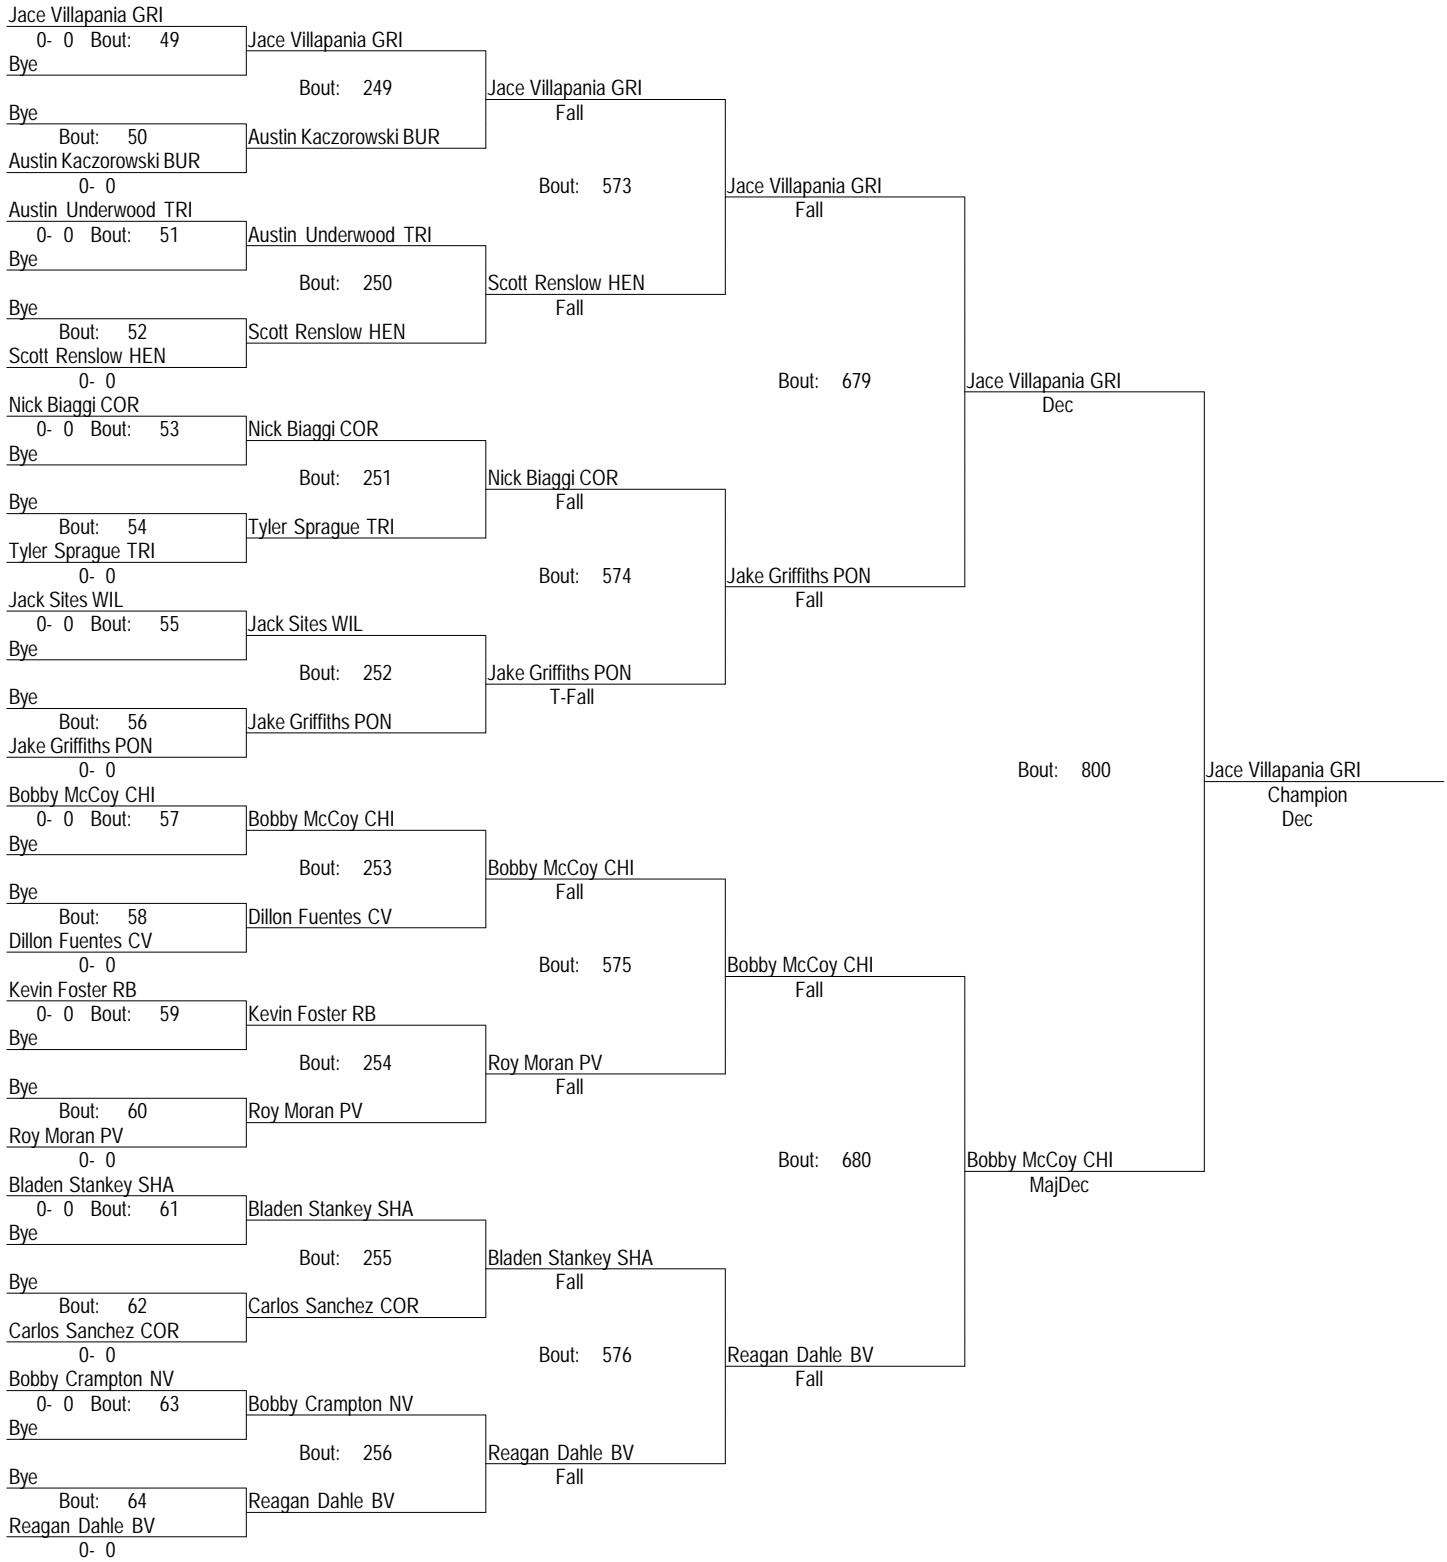 Jace Villapania GRI
0- 0 Bout: 49
Bye
Bye
Bout: 50
Austin Kaczorowski BUR
0- 0
Austin Underwood TRI
0- 0 Bout: 51
Bye
Bye
Bout: 52
Scott Renslow HEN
0- 0
Nick Biaggi COR
0- 0 Bout: 53
Bye
Bye
Bout: 54
Tyler Sprague TRI
0- 0
Jack Sites WIL
0- 0 Bout: 55
Bye
Bye
Bout: 56
Jake Griffiths PON
0- 0
Bobby McCoy CHI
0- 0 Bout: 57
Bye
Bye
Bout: 58
Dillon Fuentes CV
0- 0
Kevin Foster RB
0- 0 Bout: 59
Bye
Bye
Bout: 60
Roy Moran PV
0- 0
Bladen Stankey SHA
0- 0 Bout: 61
Bye
Bye
Bout: 62
Carlos Sanchez COR
0- 0
Bobby Crampton NV
0- 0 Bout: 63
Bye
Bye
Bout: 64
Reagan Dahle BV
0- 0
Jace Villapania GRI
Bout: 249
Austin Kaczorowski BUR
Austin Underwood TRI
Bout: 250
Scott Renslow HEN
Nick Biaggi COR
Bout: 251
Tyler Sprague TRI
Jack Sites WIL
Bout: 252
Jake Griffiths PON
Bobby McCoy CHI
Bout: 253
Dillon Fuentes CV
Kevin Foster RB
Bout: 254
Roy Moran PV
Bladen Stankey SHA
Bout: 255
Carlos Sanchez COR
Bobby Crampton NV
Bout: 256
Reagan Dahle BV
Jace Villapania GRI
Fall
Bout: 573
Scott Renslow HEN
Fall
Nick Biaggi COR
Fall
Bout: 574
Jake Griffiths PON
T-Fall
Bobby McCoy CHI
Fall
Bout: 575
Roy Moran PV
Fall
Bladen Stankey SHA
Fall
Bout: 576
Reagan Dahle BV
Fall
Jace Villapania GRI
Fall
Bout: 679
Jake Griffiths PON
Fall
Bobby McCoy CHI
Fall
Bout: 680
Reagan Dahle BV
Fall
Jace Villapania GRI
Dec
Bout: 800
Bobby McCoy CHI
MajDec
Jace Villapania GRI
Champion
Dec